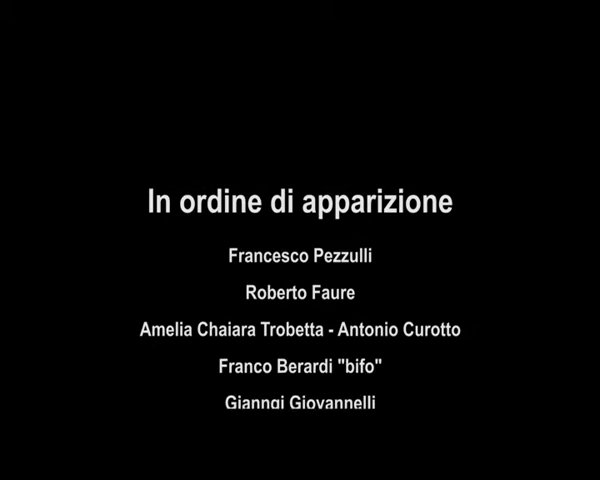 In ordine di apparizione
Francesco Pezzulli
Roberto Faure
Amelia Chaiara Trobetta - Antonio Curotto
Franco Berardi "bifo"
Gianngi Giovannelli